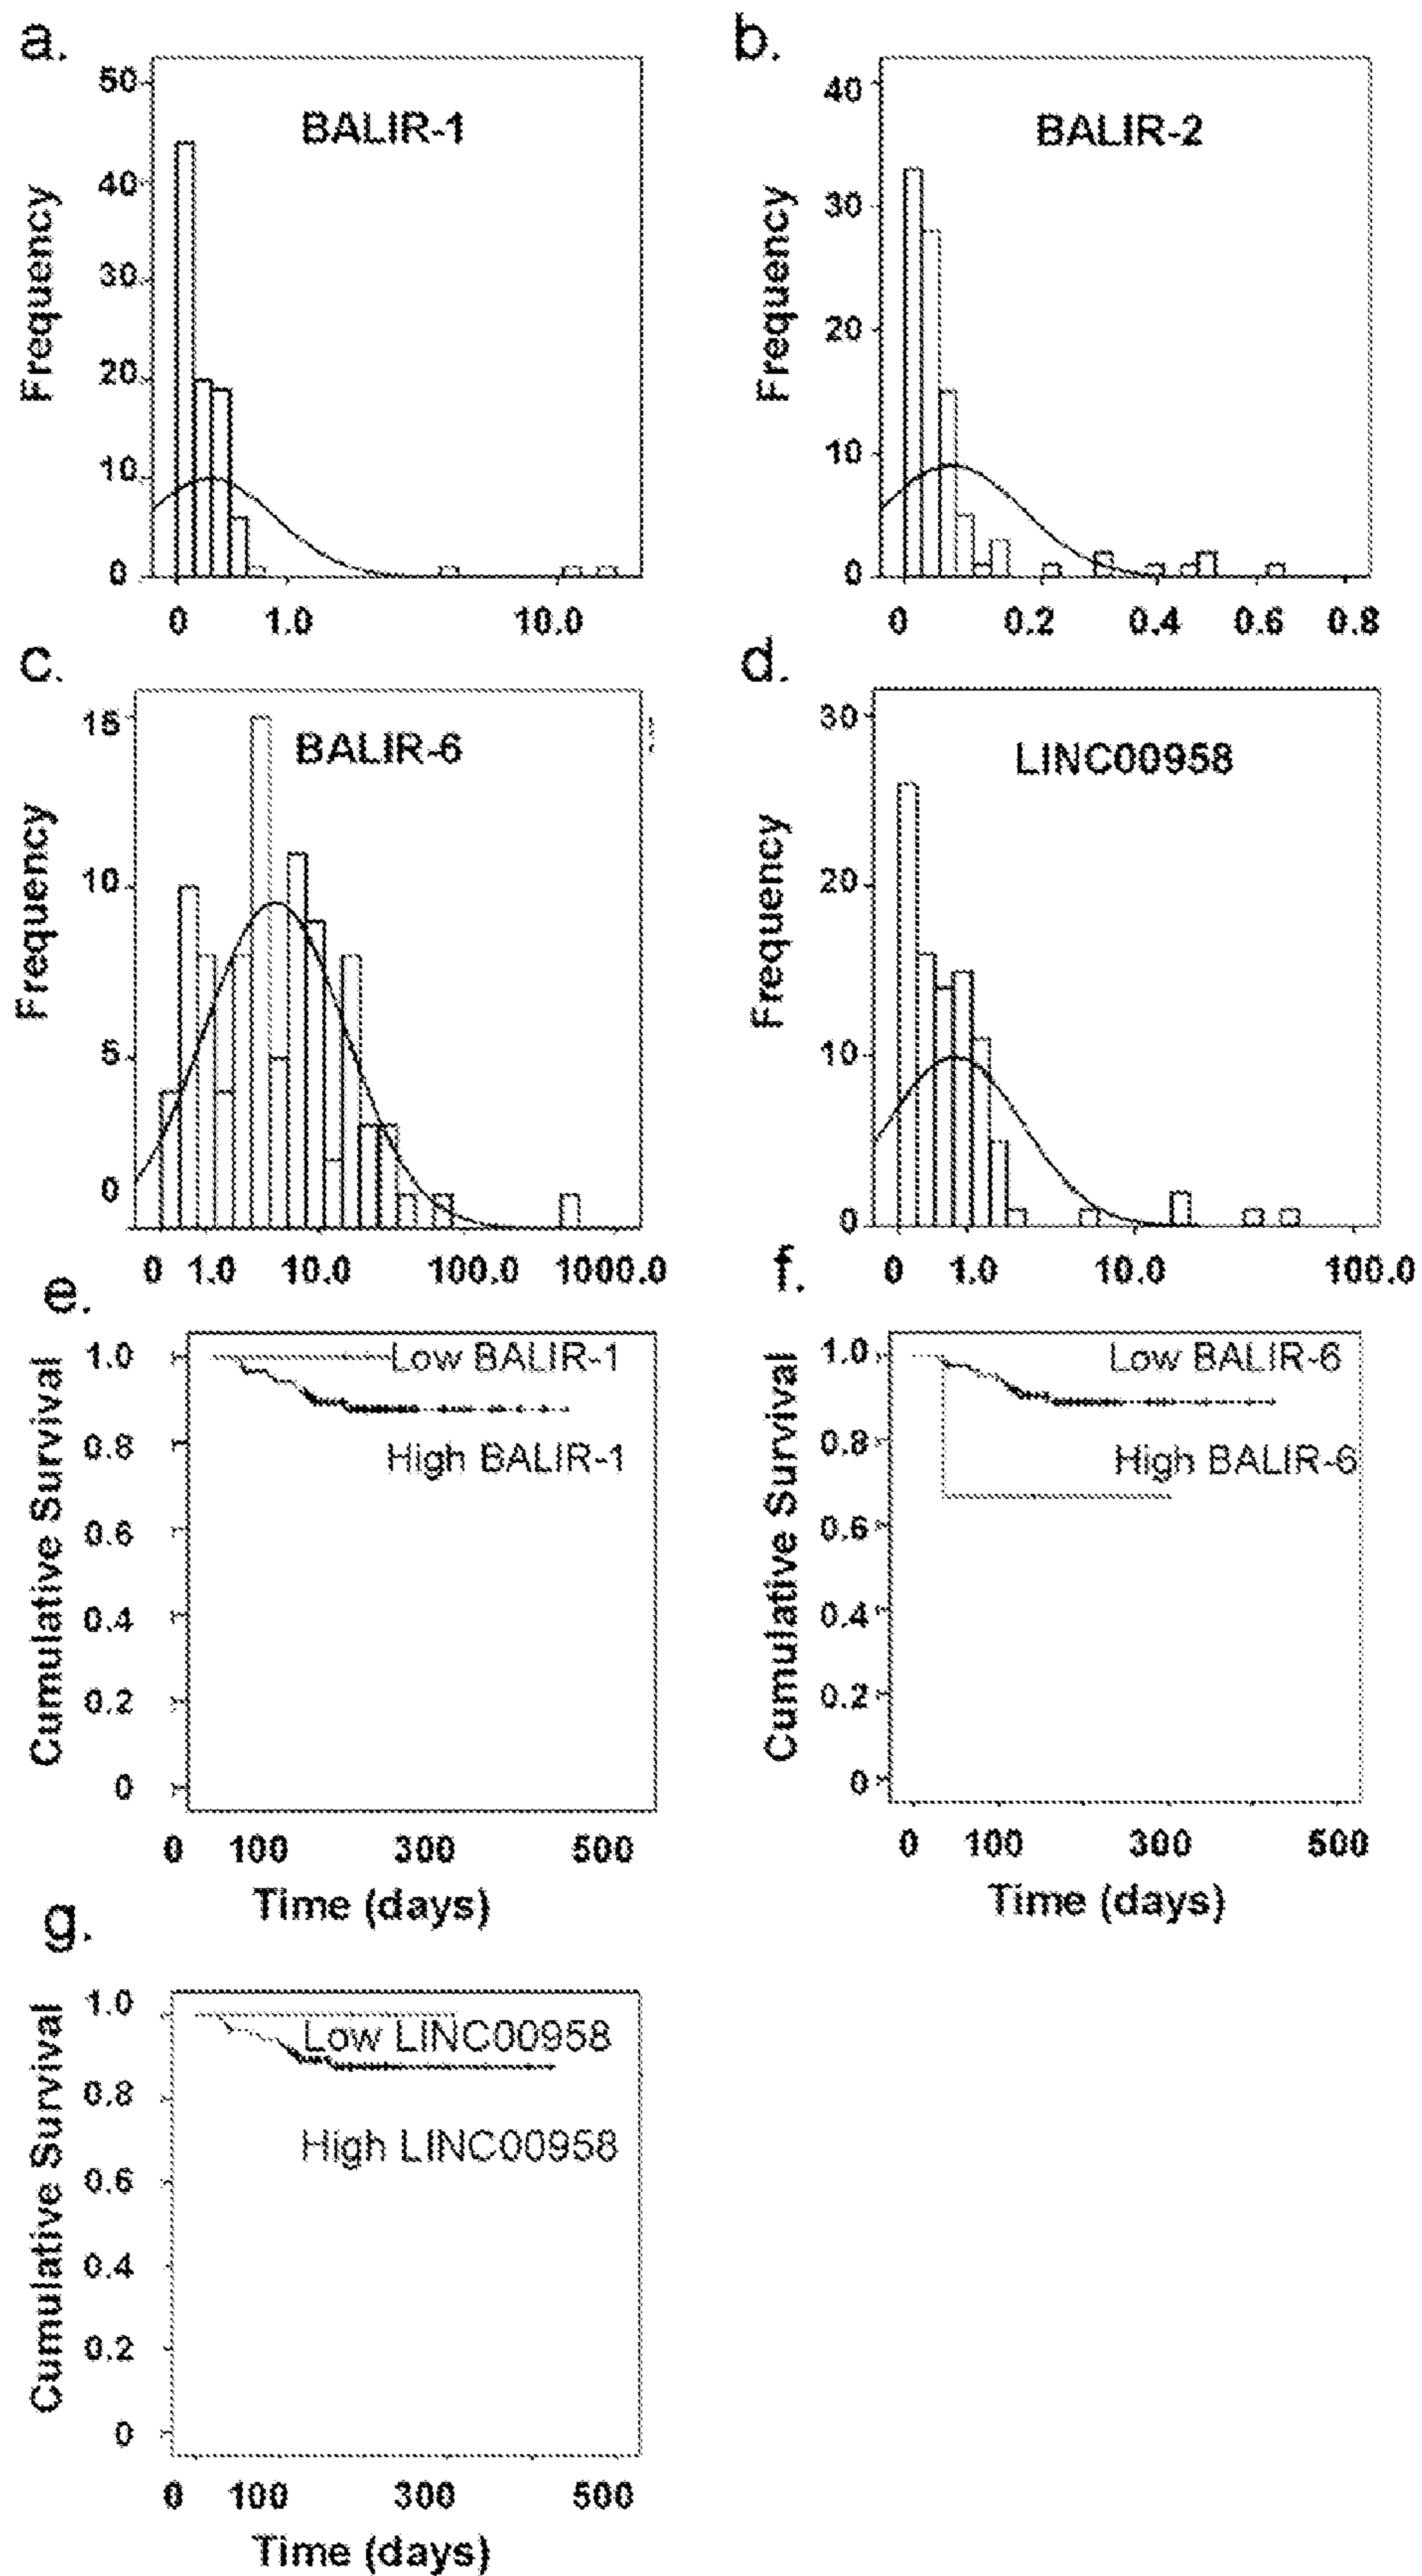 a.
BALIR-1
Frequency
50
40
30
20
10
0
0 1.0 10.0
b.
BALIR-2
Frequency
40
30
20
10
0
0 0.2 0.4 0.6 0.8
c.
BALIR-6
Frequency
15
10
5
0
0 1.0 10.0 100.0 1000.0
d.
LINC00958
Frequency
30
20
10
0
0 1.0 10.0 100.0
e.
Cumulative Survival
1.0
0.8
0.6
0.4
0.2
0
Low BALIR-1
High BALIR-1
0 100 300 500
Time (days)
f.
Cumulative Survival
1.0
0.8
0.6
0.4
0.2
0
Low BALIR-6
High BALIR-6
0 100 300 500
Time (days)
g.
Cumulative Survival
1.0
0.8
0.6
0.4
0.2
0
Low LINC00958
High LINC00958
0 100 300 500
Time (days)